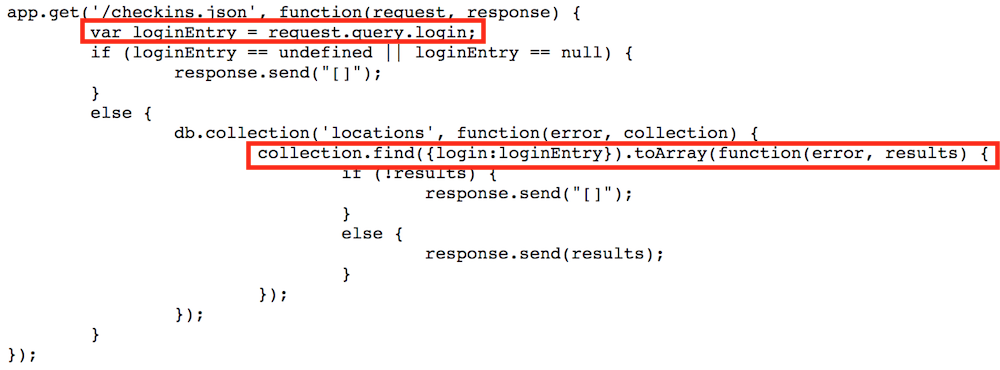 app.get('/checkins.json', function(request, response) {
var loginEntry = request.query.login;
if (loginEntry == undefined || loginEntry == null) {
response.send("[]");
}
else {
db.collection('locations', function(error, collection) {
collection.find({login:loginEntry}).toArray(function(error, results) {
if (!results) {
response.send("[]");
}
else {
response.send(results);
}
});
});
}
});